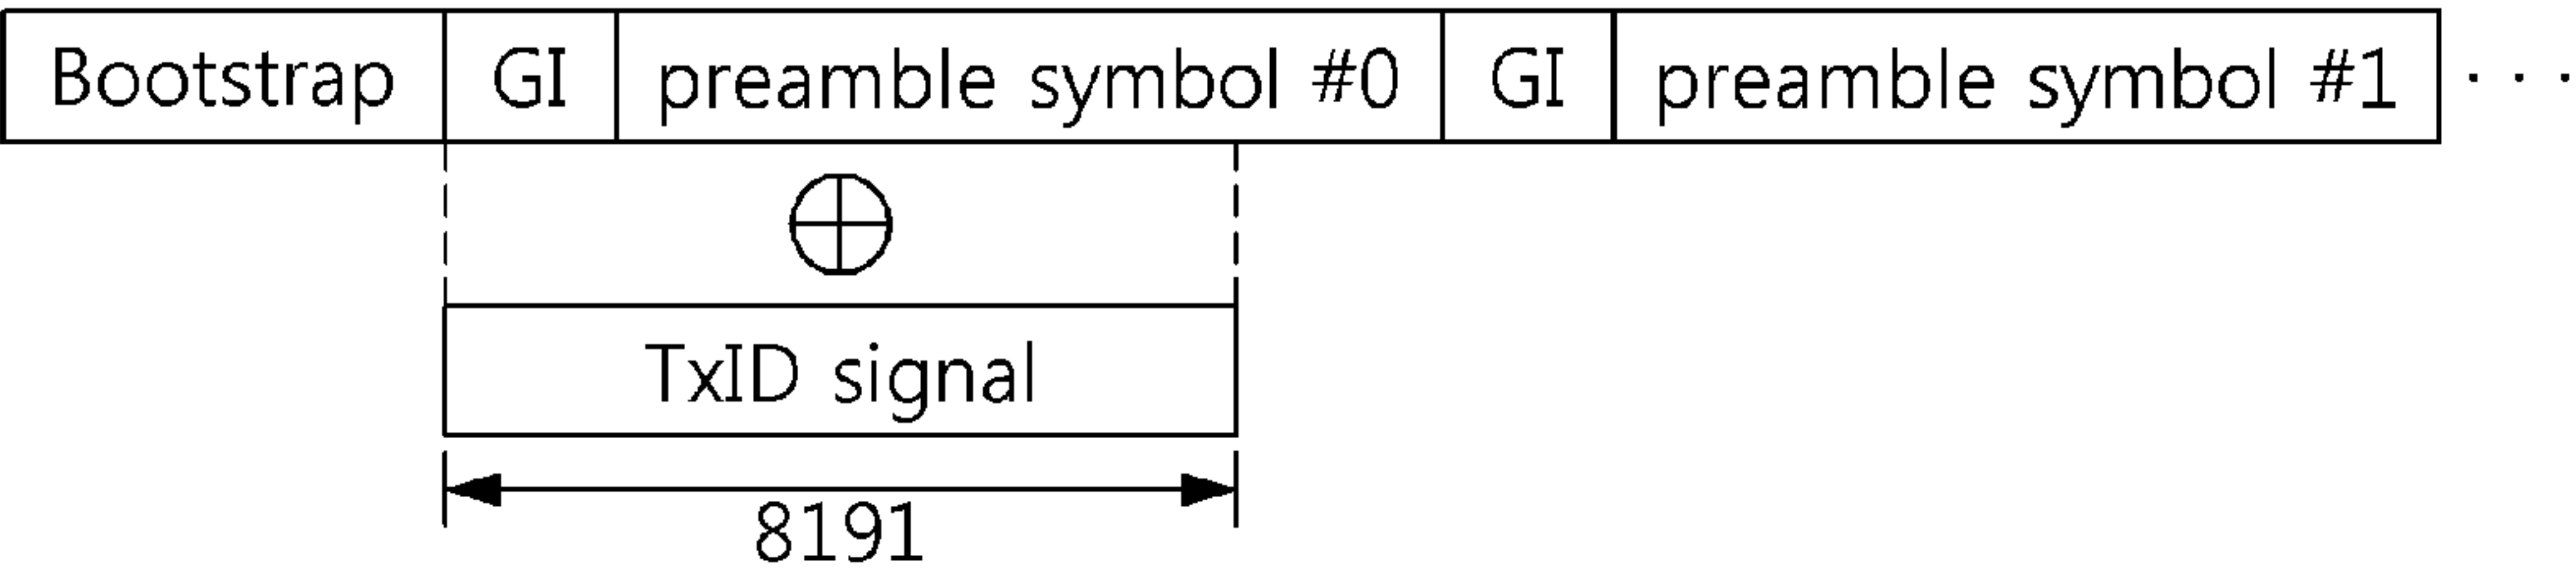 Bootstrap GI preamble symbol #0 GI preamble symbol #1 · · ·
TxID signal
8191